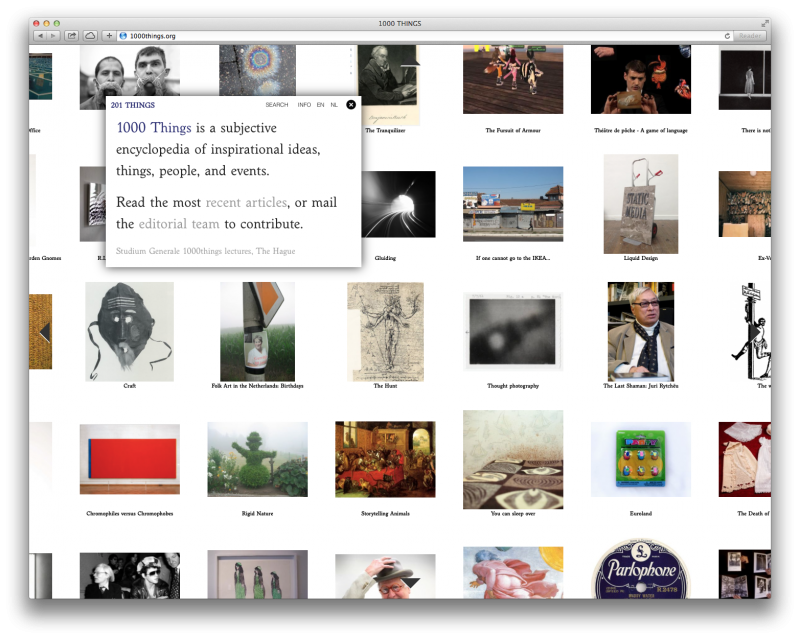 1000 THINGS
1000things.org
Reader
201 THINGS
SEARCH INFO EN NL
1000 Things is a subjective
encyclopedia of inspirational ideas,
things, people, and events.
Read the most recent articles, or mail
the editorial team to contribute.
Studium Generale 1000things lectures, The Hague
Office
The Tranquilizer
The Pursuit of Armour
Théâtre de pêche - A game of language
There is not
rden Gnomes
R.I
Gliuding
If one cannot go to the IKEA...
STATIC
MEDIA
Liquid Design
Ex-V
Craft
Folk Art in the Netherlands: Birthdays
The Hunt
Thought photography
The Last Shaman: Juri Rytchëu
The w
Chromophiles versus Chromophobes
Rigid Nature
Storytelling Animals
You can sleep over
Euroland
The Death of
Parlophone